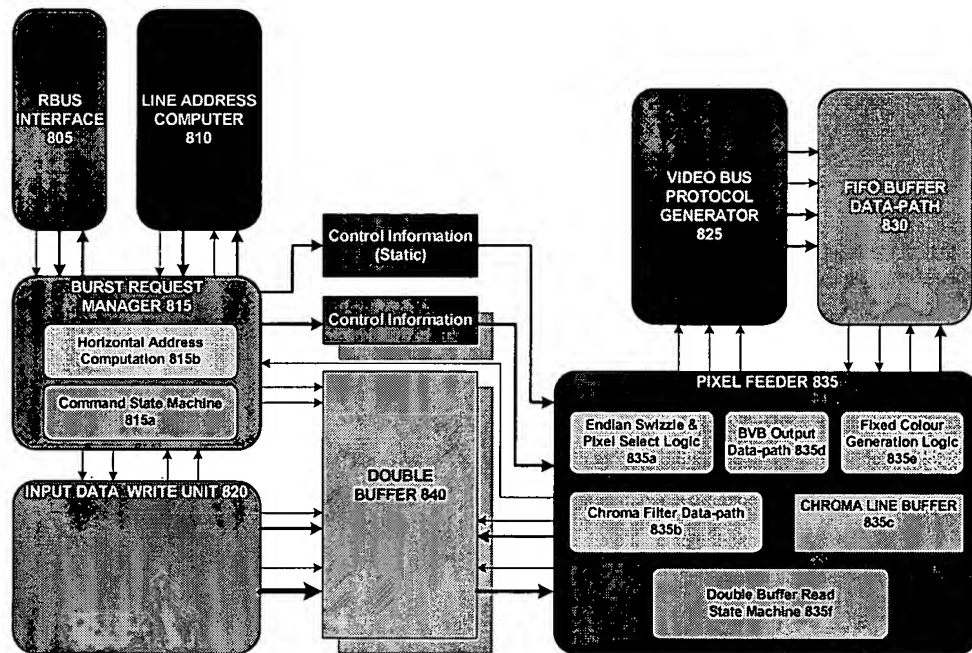 RBUS
INTERFACE
805
LINE ADDRESS
COMPUTER
810
VIDEO BUS
PROTOCOL
GENERATOR
825
FIFO BUFFER
DATA-PATH
830
Control Information
(Static)
BURST REQUEST
MANAGER 815
Control Information
Horizontal Address
Computation 815b
Command State Machine
815a
PIXEL FEEDER 835
Endian Swizzle &
Pixel Select Logic
835a
BVB Output
Data-path 835d
Fixed Colour
Generation Logic
835e
DOUBLE
BUFFER 840
INPUT DATA WRITE UNIT 820
Chroma Filter Data-path
835b
CHROMA LINE BUFFER
835c
Double Buffer Read
State Machine 835f